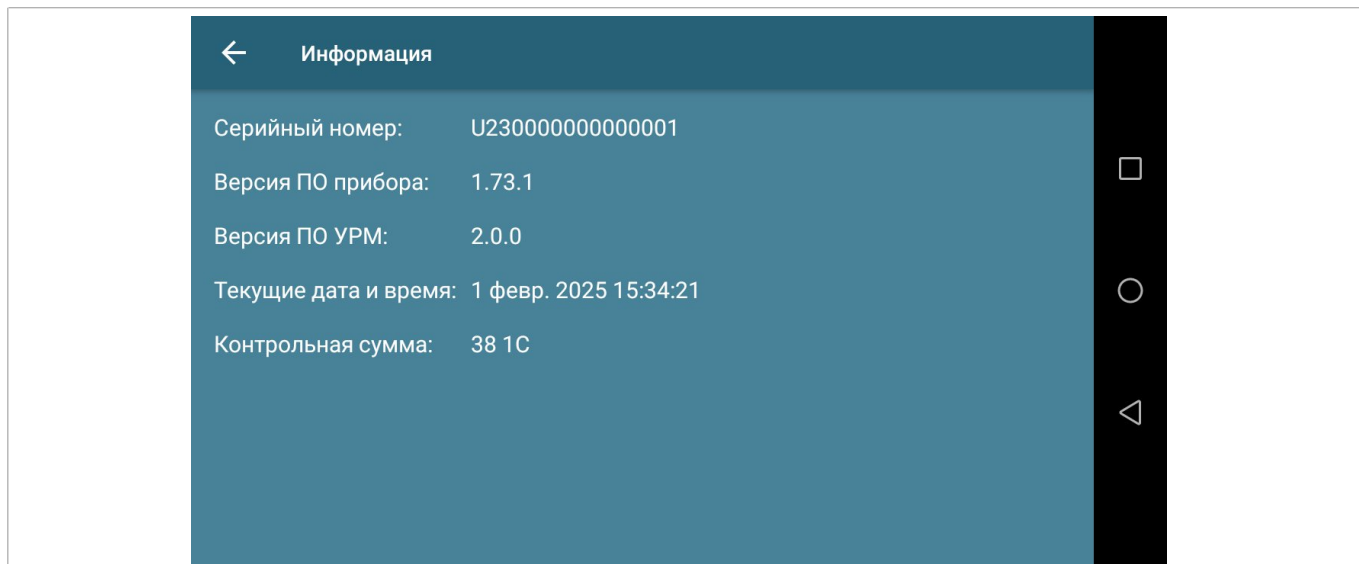 Информация
Серийный номер: U230000000000001
Версия ПО прибора: 1.73.1
Версия ПО УРМ: 2.0.0
Текущие дата и время: 1 февр. 2025 15:34:21
Контрольная сумма: 38 1C